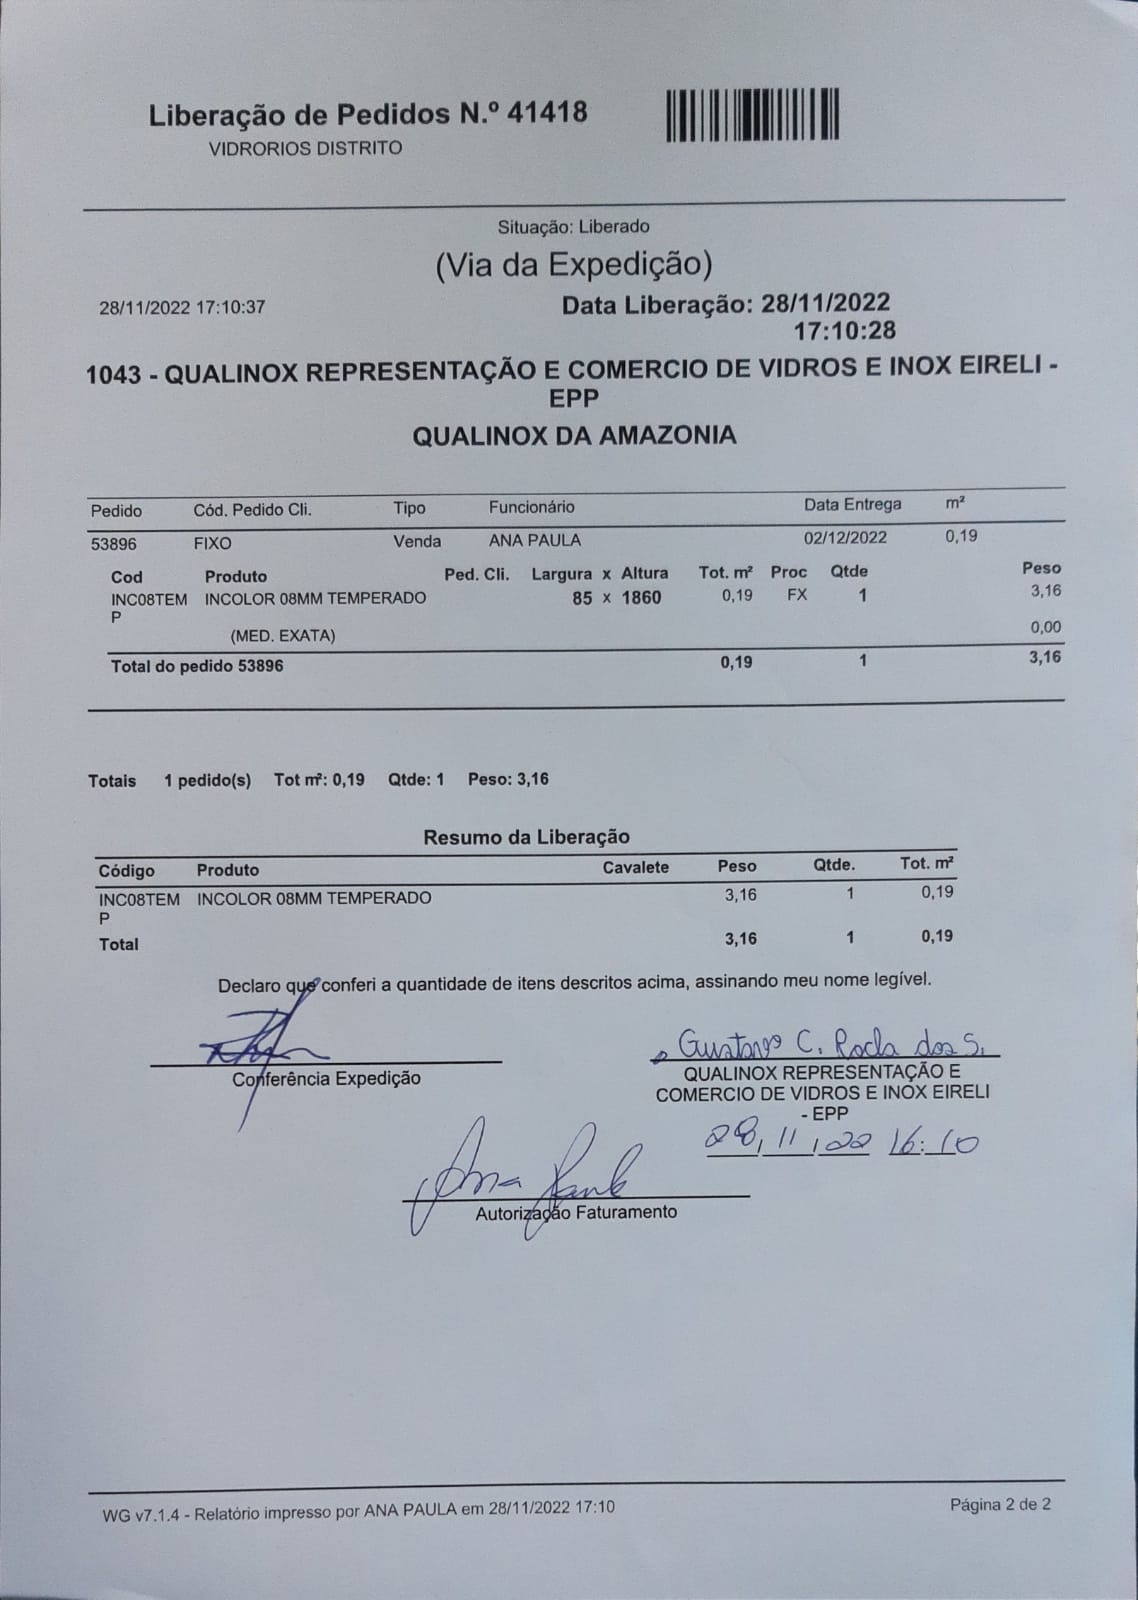 Liberação de Pedidos N.º 41418
VIDRORIOS DISTRITO
Situação: Liberado
(Via da Expedição)
28/11/2022 17:10:37 Data Liberação: 28/11/2022
17:10:28
1043 - QUALINOX REPRESENTAÇÃO E COMERCIO DE VIDROS E INOX EIRELI -
EPP
QUALINOX DA AMAZONIA
Pedido Cód. Pedido Cli. Tipo Funcionário Data Entrega m²
53896 FIXO Venda ANA PAULA 02/12/2022 0,19
Cod Produto Ped. Cli. Largura x Altura Tot. m² Proc Qtde Peso
INC08TEM INCOLOR 08MM TEMPERADO 85 x 1860 0,19 FX 1 3,16
P
(MED. EXATA) 0,00
Total do pedido 53896 0,19 1 3,16
Totais 1 pedido(s) Tot m²: 0,19 Qtde: 1 Peso: 3,16
Resumo da Liberação
Código Produto Cavalete Peso Qtde. Tot. m²
INC08TEM INCOLOR 08MM TEMPERADO 3,16 1 0,19
P
Total 3,16 1 0,19
Declaro que conferi a quantidade de itens descritos acima, assinando meu nome legível.
Gustavo C. Rocha dos S.
Conferência Expedição QUALINOX REPRESENTAÇÃO E
COMERCIO DE VIDROS E INOX EIRELI
- EPP
28, 11, 22 16:10
Ana Paula
Autorização Faturamento
WG v7.1.4 - Relatório impresso por ANA PAULA em 28/11/2022 17:10 Página 2 de 2